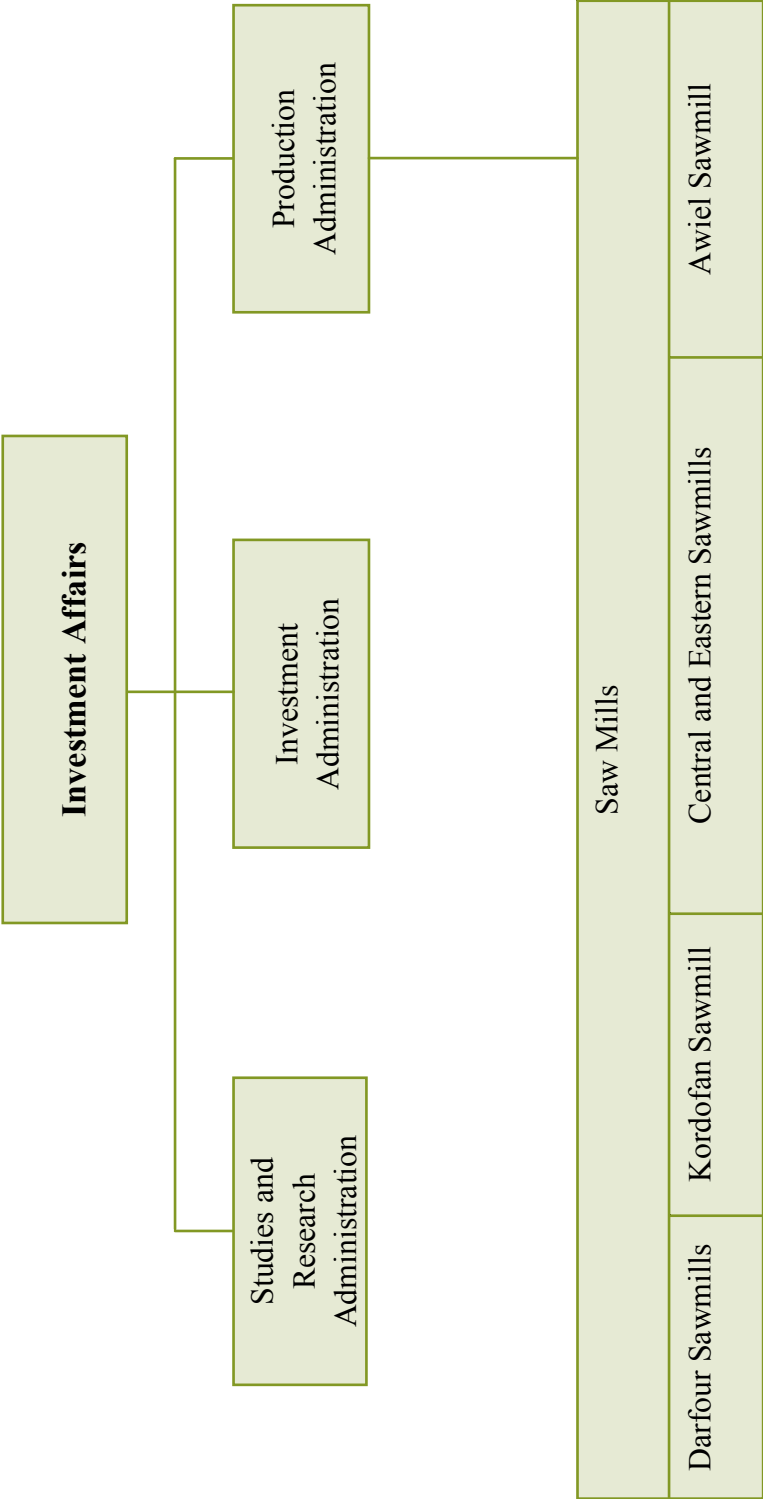 Investment Affairs
Studies and
Research
Administration
Investment
Administration
Production
Administration
Saw Mills
Darfour Sawmills
Kordofan Sawmill
Central and Eastern Sawmills
Awiel Sawmill